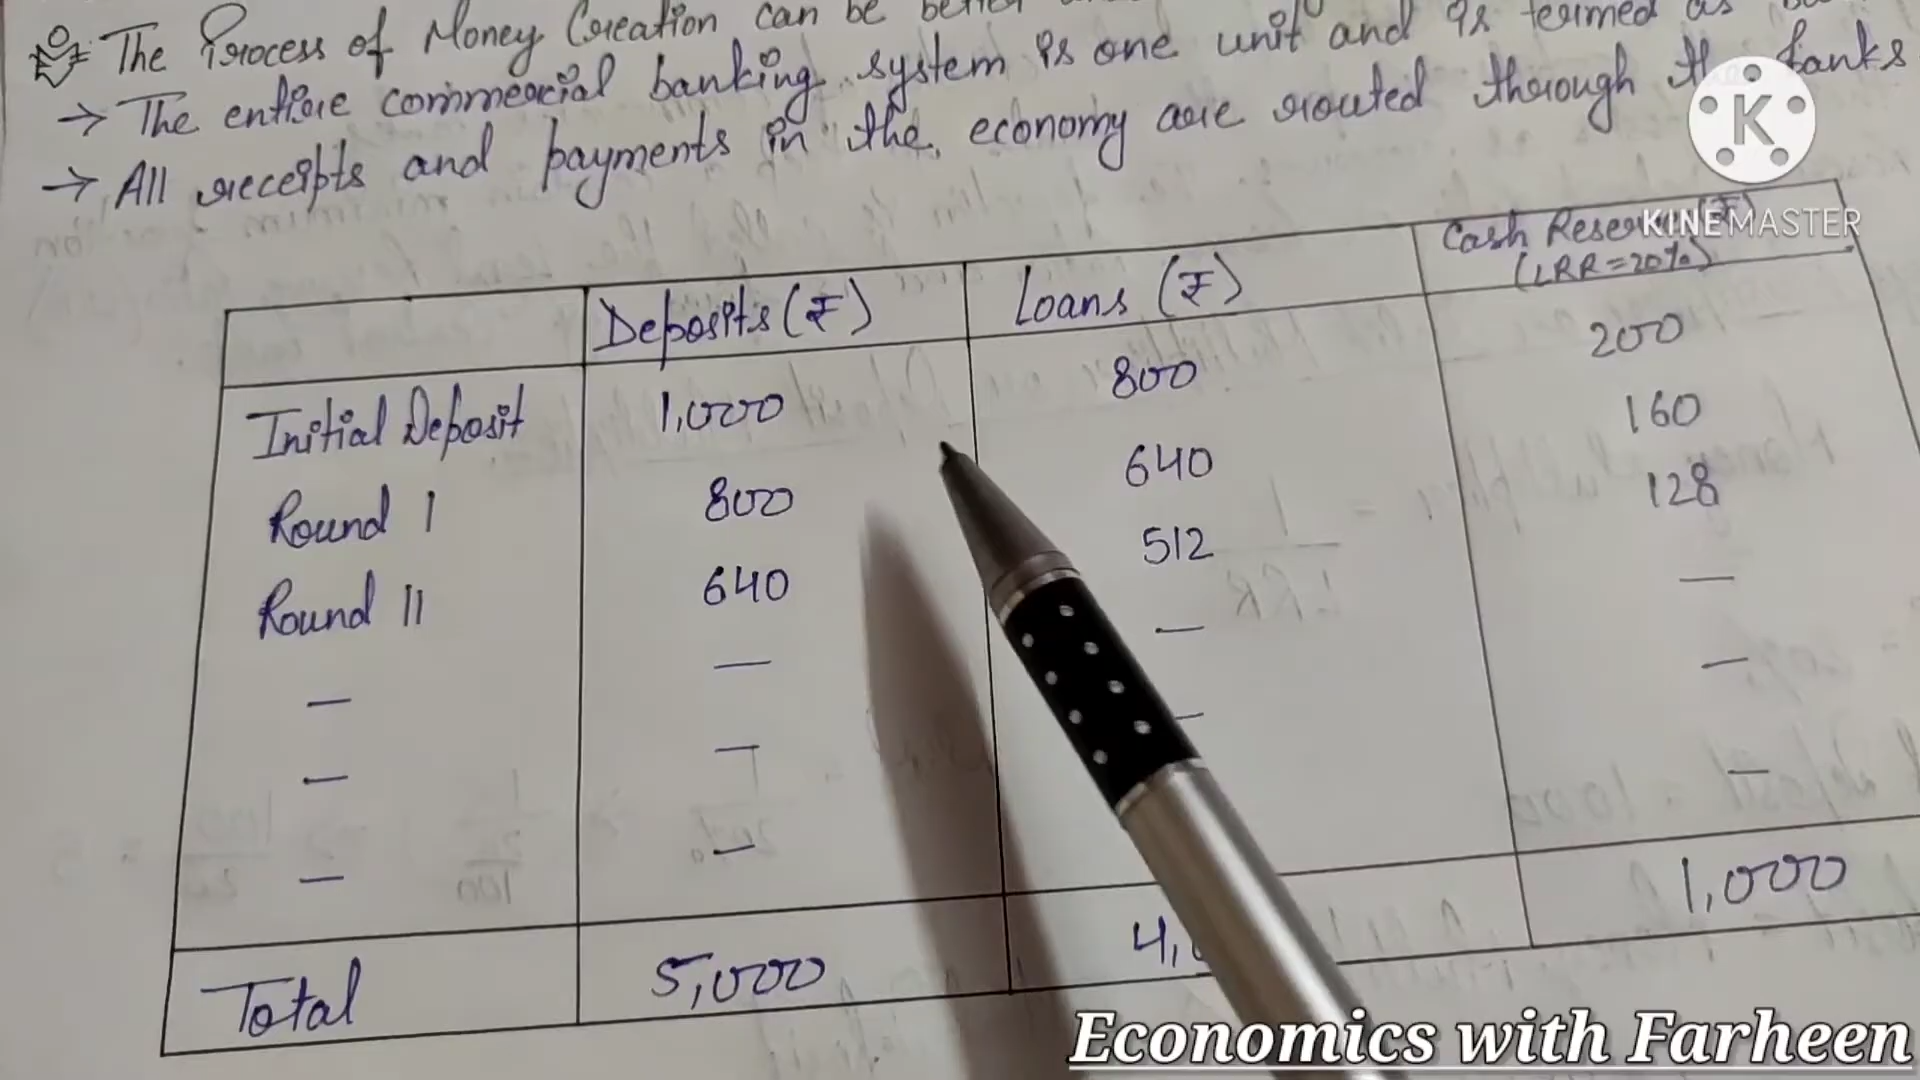 The Process of Money Creation can be better
→ The entire commercial banking system is one unit and is termed as
→ All receipts and payments in the economy are routed through the banks
K
KINEMASTER
Deposits (₹) Loans (₹) Cash Reserve (₹) (LRR=20%)
Initial Deposit 1,000 800 200
Round I 800 640 160
Round II 640 512 128
— — — —
— — — —
— — —
Total 5,000 4, 1,000
Economics with Farheen